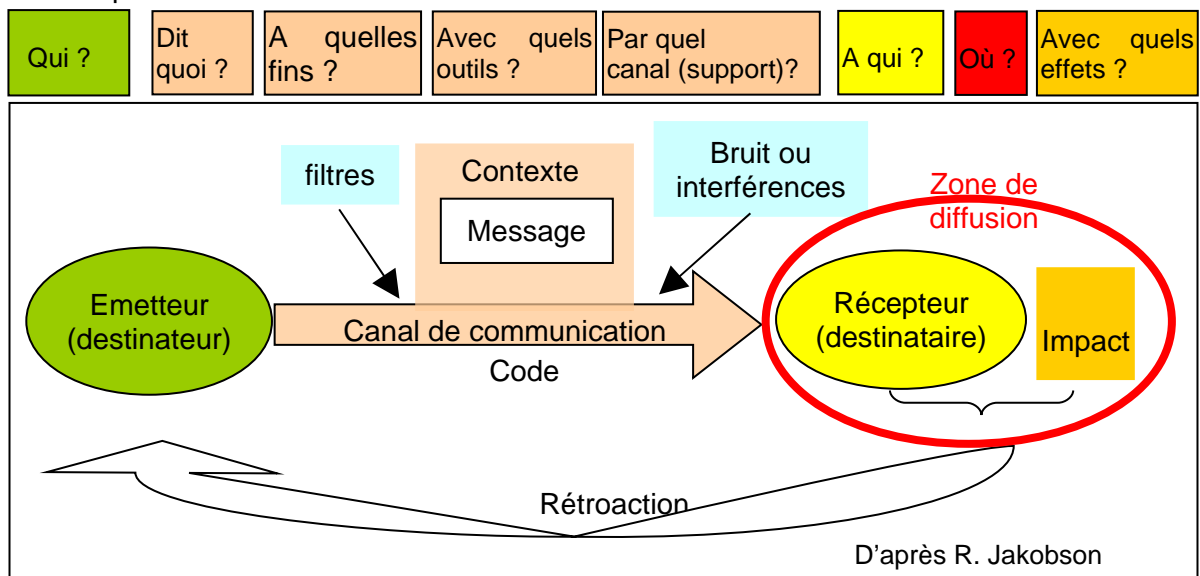 Qui ?
Dit
quoi ?
A quelles
fins ?
Avec quels
outils ?
Par quel
canal (support)?
A qui ?
Où ?
Avec quels
effets ?
filtres
Contexte
Message
Bruit ou
interférences
Zone de
diffusion
Emetteur
(destinateur)
Canal de communication
Code
Récepteur
(destinataire)
Impact
Rétroaction
D'après R. Jakobson